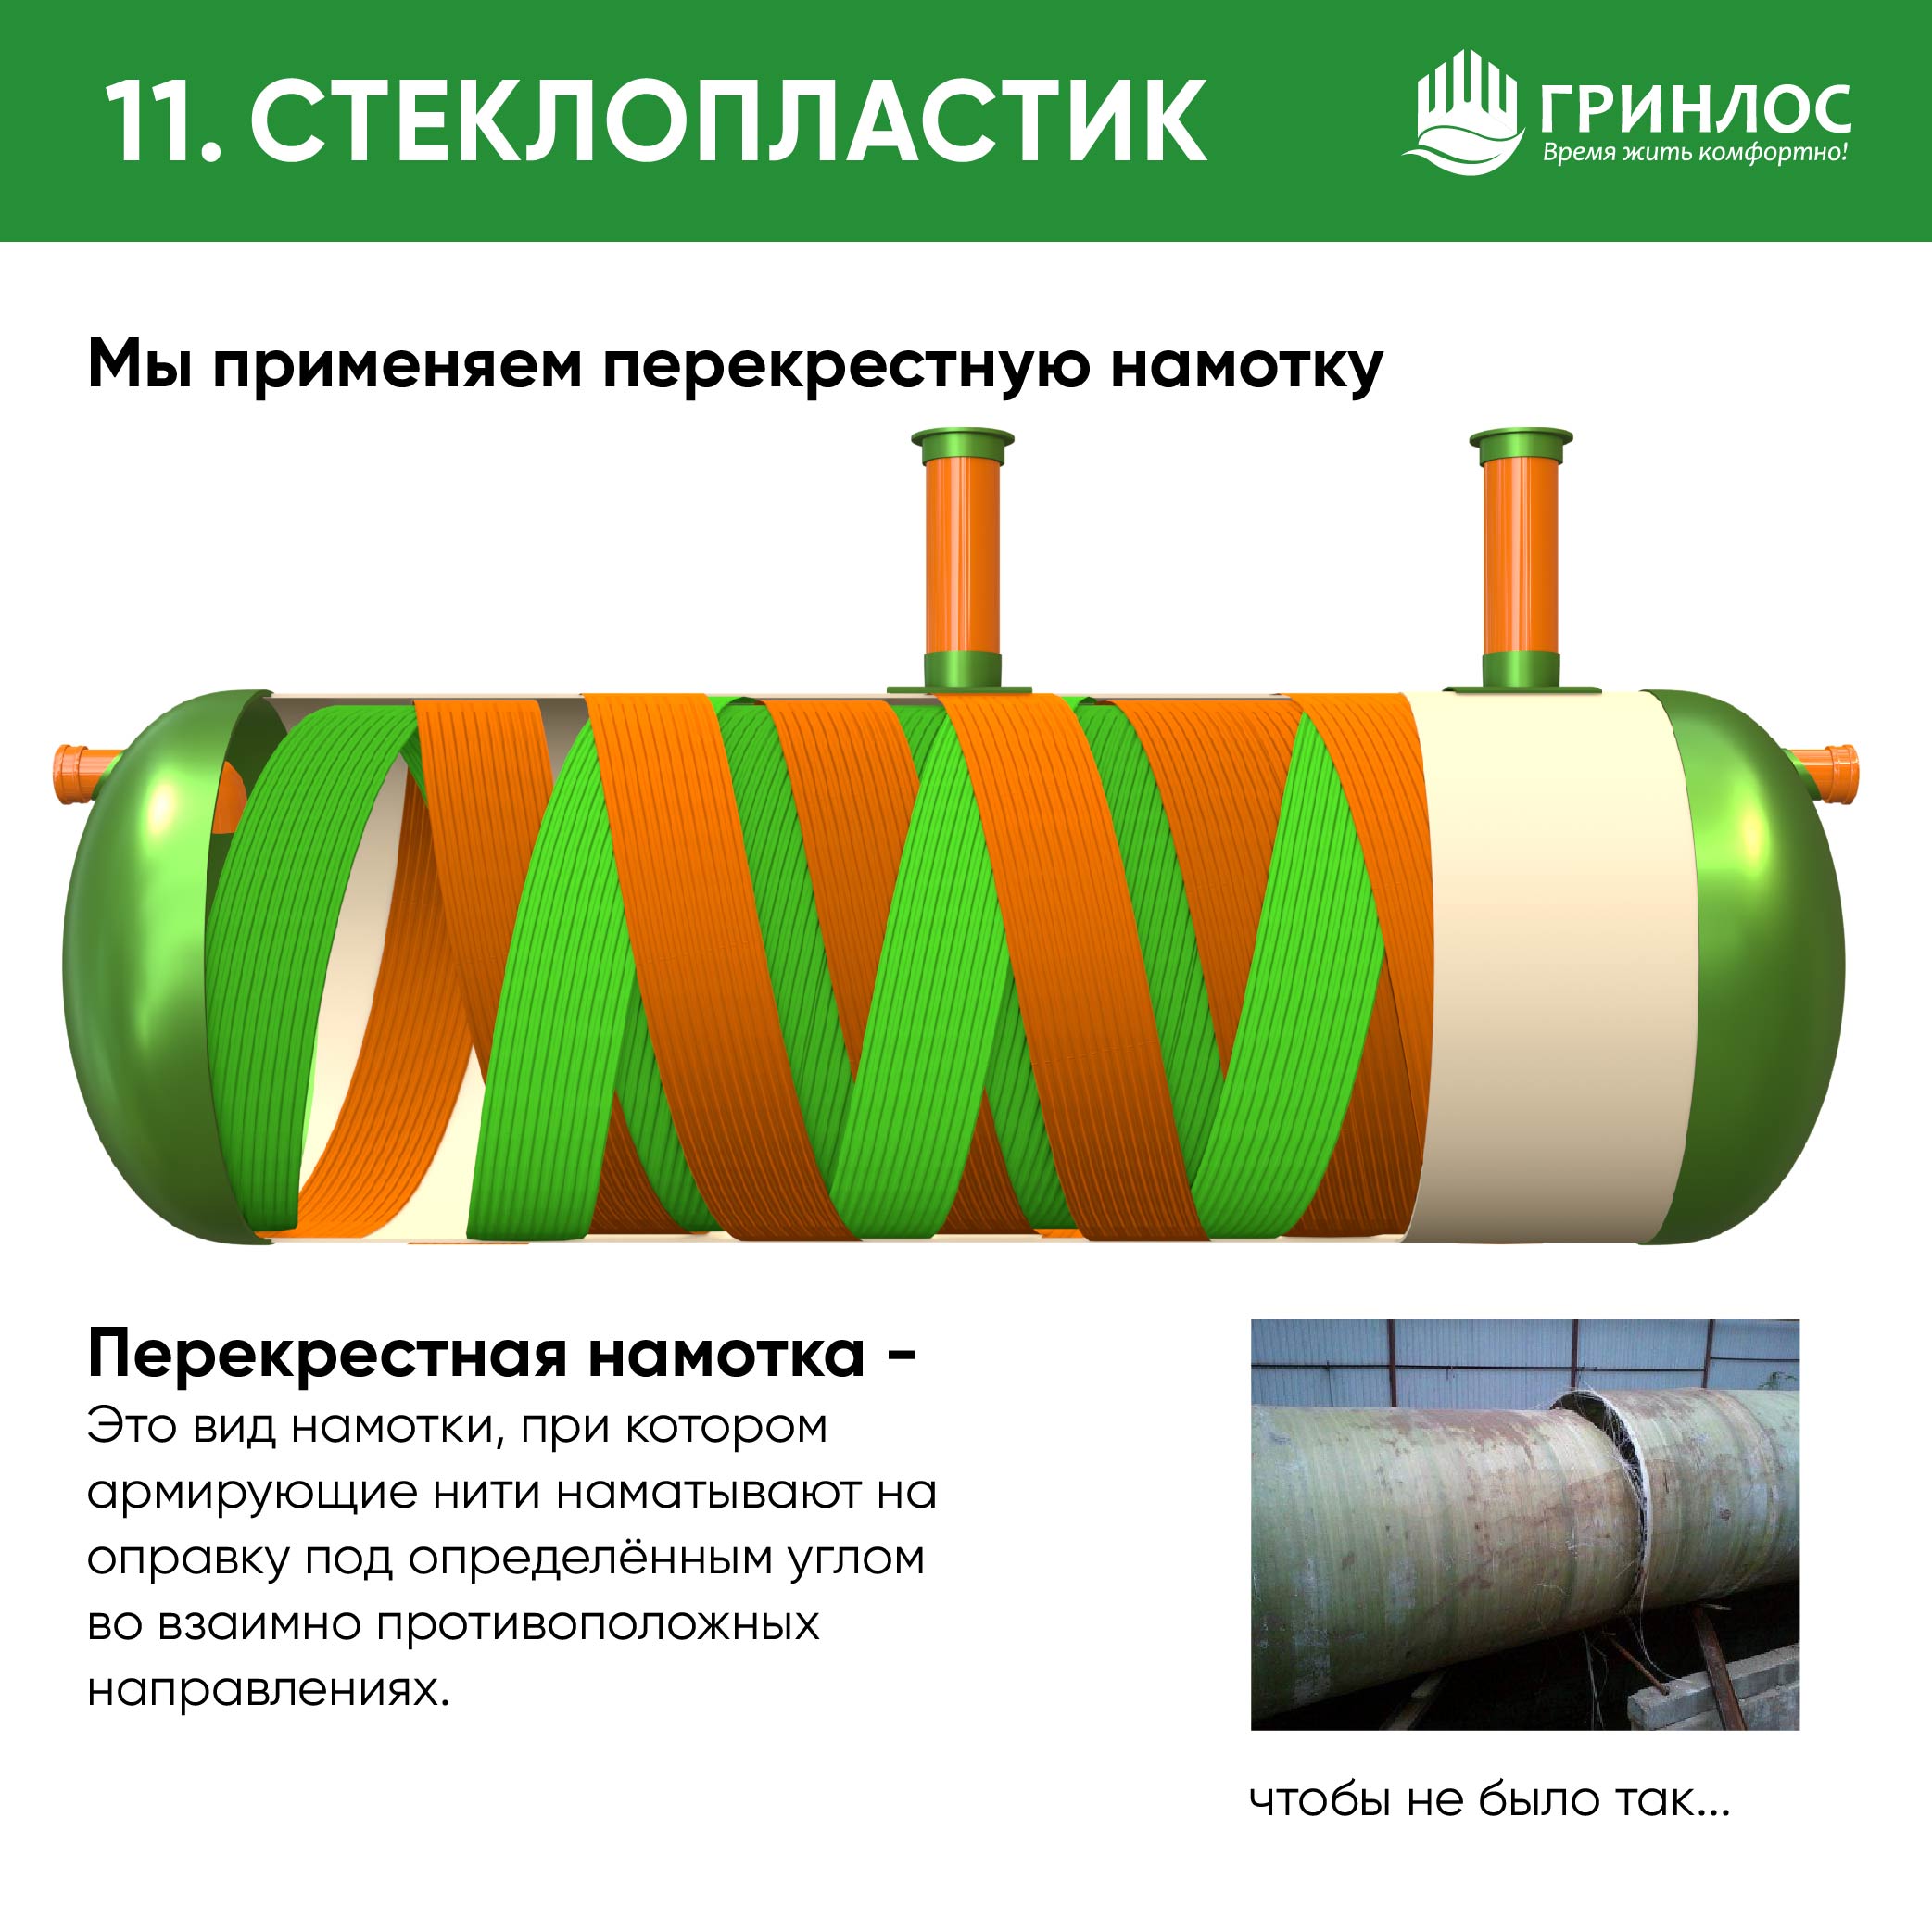 11. СТЕКЛОПЛАСТИК
ГРИНЛОС
Время жить комфортно!
Мы применяем перекрестную намотку
Перекрестная намотка -
Это вид намотки, при котором
армирующие нити наматывают на
оправку под определённым углом
во взаимно противоположных
направлениях.
чтобы не было так...